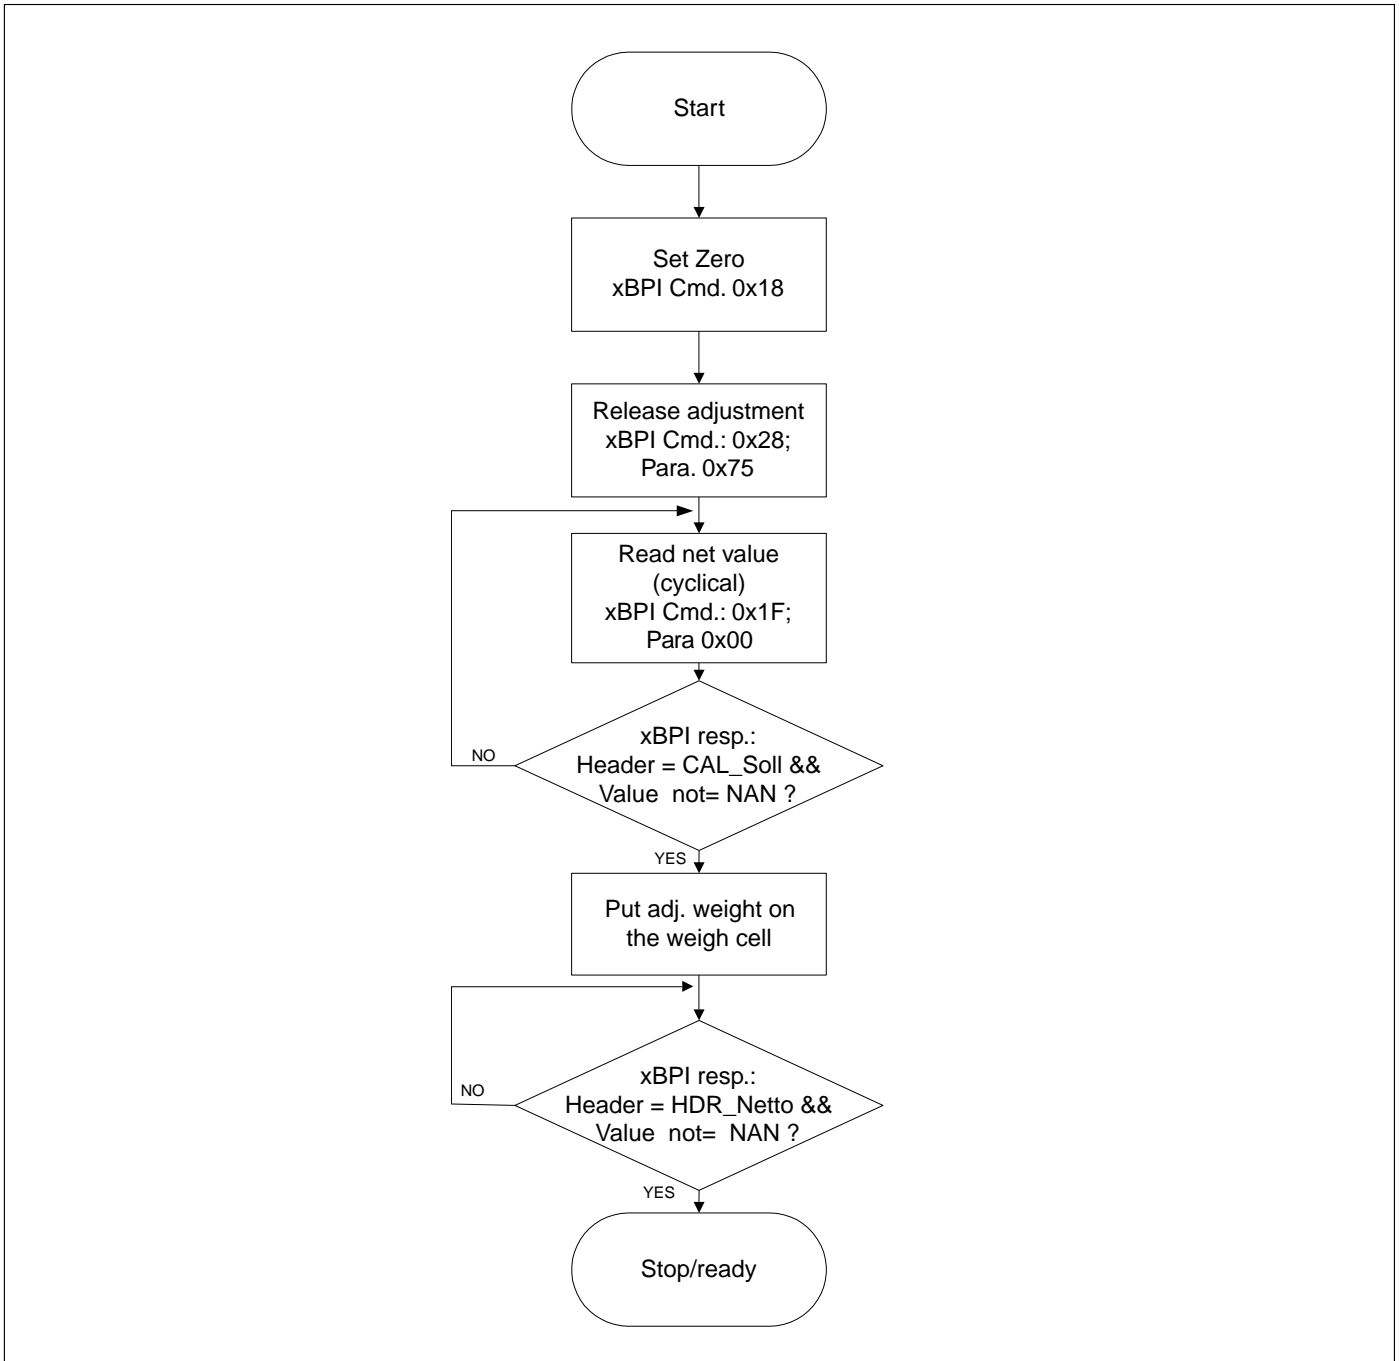 Start
Set Zero
xBPI Cmd. 0x18
Release adjustment
xBPI Cmd.: 0x28;
Para. 0x75
Read net value
(cyclical)
xBPI Cmd.: 0x1F;
Para 0x00
xBPI resp.:
Header = CAL_Soll &&
Value  not= NAN ?
NO
YES
Put adj. weight on
the weigh cell
xBPI resp.:
Header = HDR_Netto &&
Value  not=  NAN ?
NO
YES
Stop/ready